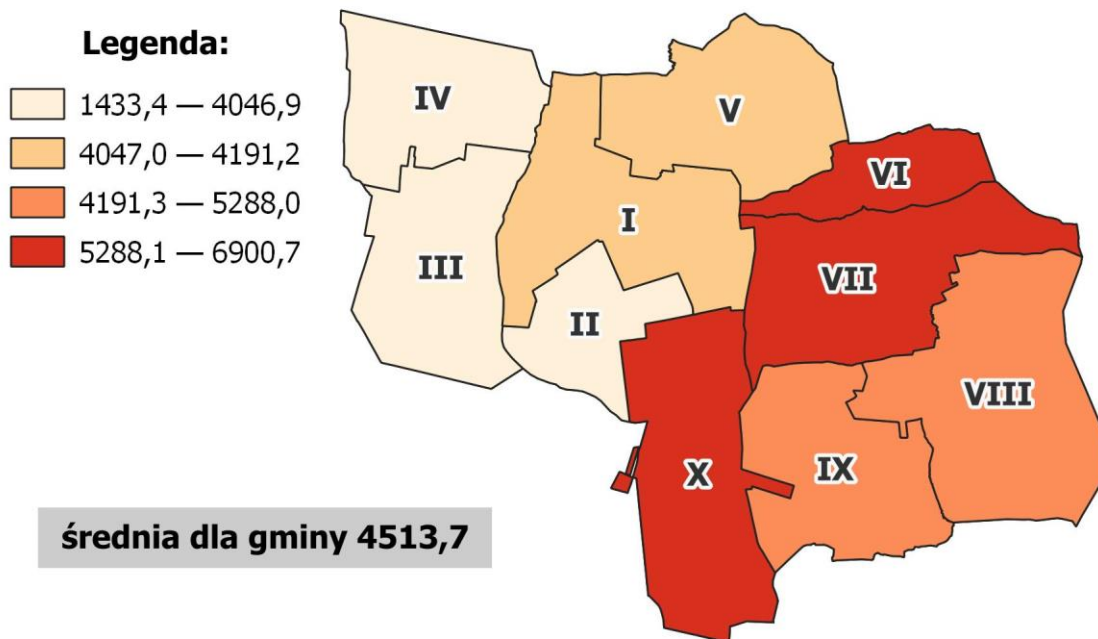 Legenda:
1433,4 — 4046,9
4047,0 — 4191,2
4191,3 — 5288,0
5288,1 — 6900,7
IV
V
VI
I
III
VII
II
VIII
X
IX
średnia dla gminy 4513,7